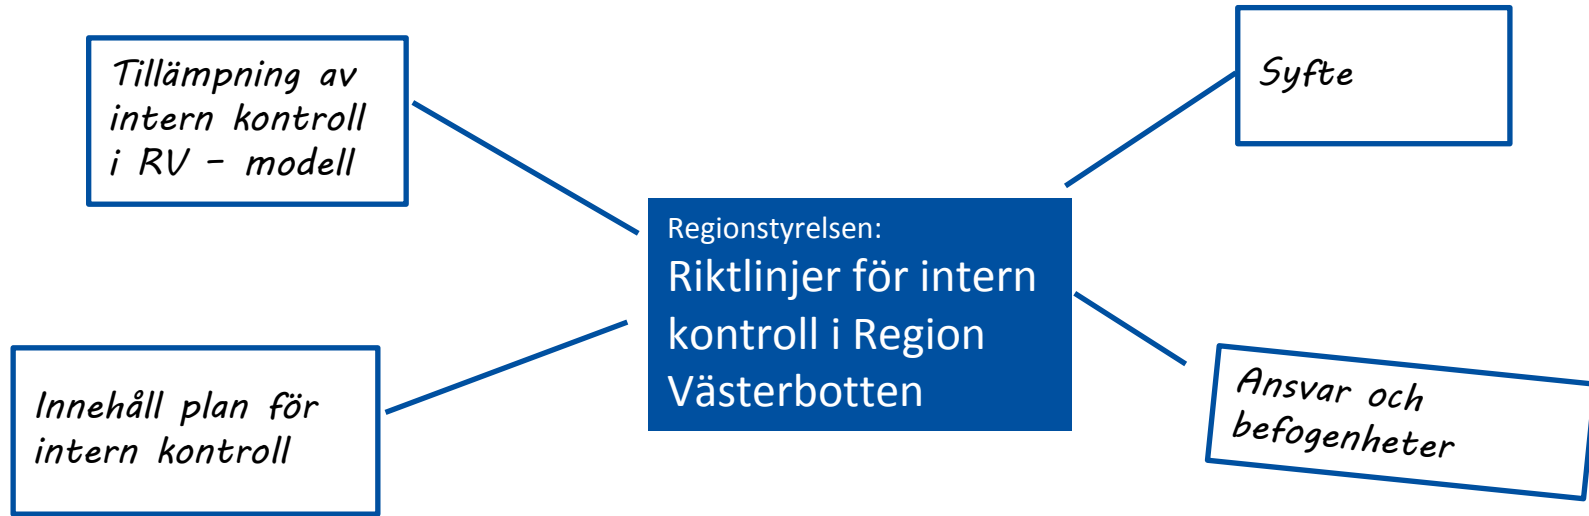 Tillämpning av
intern kontroll
i RV - modell
Syfte
Regionstyrelsen:
Riktlinjer för intern
kontroll i Region
Västerbotten
Innehåll plan för
intern kontroll
Ansvar och
befogenheter